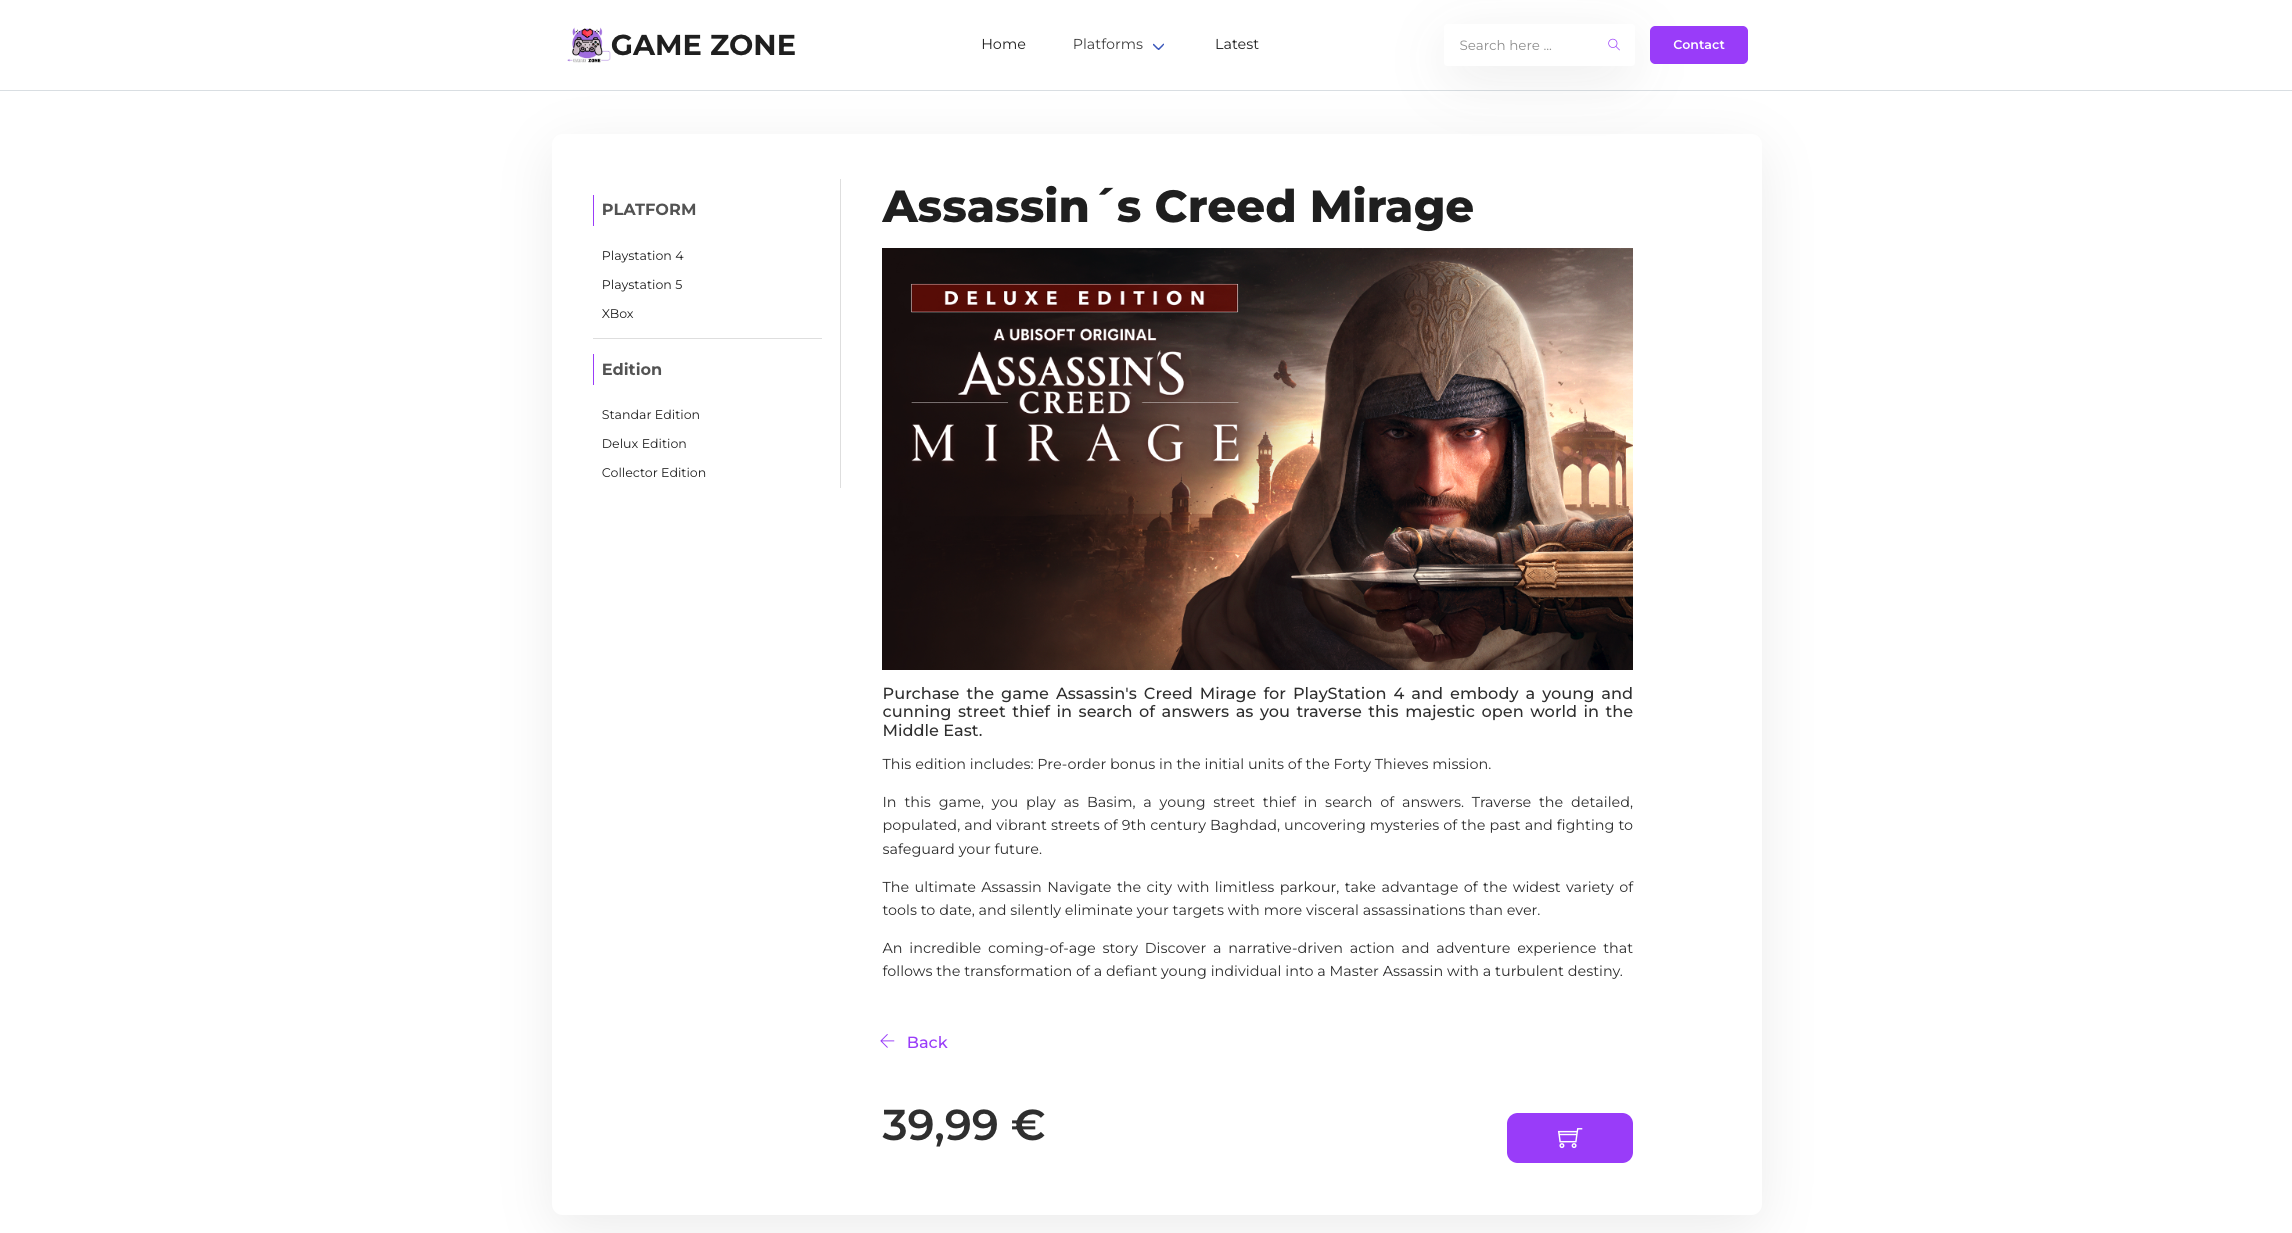 GAME ZONE
Home
Platforms
Latest
Search here ...
Contact
PLATFORM
Playstation 4
Playstation 5
XBox
Edition
Standar Edition
Delux Edition
Collector Edition
Assassin´s Creed Mirage
DELUXE EDITION
A UBISOFT ORIGINAL
ASSASSIN'S
CREED
MIRAGE
Purchase the game Assassin's Creed Mirage for PlayStation 4 and embody a young and
cunning street thief in search of answers as you traverse this majestic open world in the
Middle East.
This edition includes: Pre-order bonus in the initial units of the Forty Thieves mission.
In this game, you play as Basim, a young street thief in search of answers. Traverse the detailed,
populated, and vibrant streets of 9th century Baghdad, uncovering mysteries of the past and fighting to
safeguard your future.
The ultimate Assassin Navigate the city with limitless parkour, take advantage of the widest variety of
tools to date, and silently eliminate your targets with more visceral assassinations than ever.
An incredible coming-of-age story Discover a narrative-driven action and adventure experience that
follows the transformation of a defiant young individual into a Master Assassin with a turbulent destiny.
Back
39,99 €